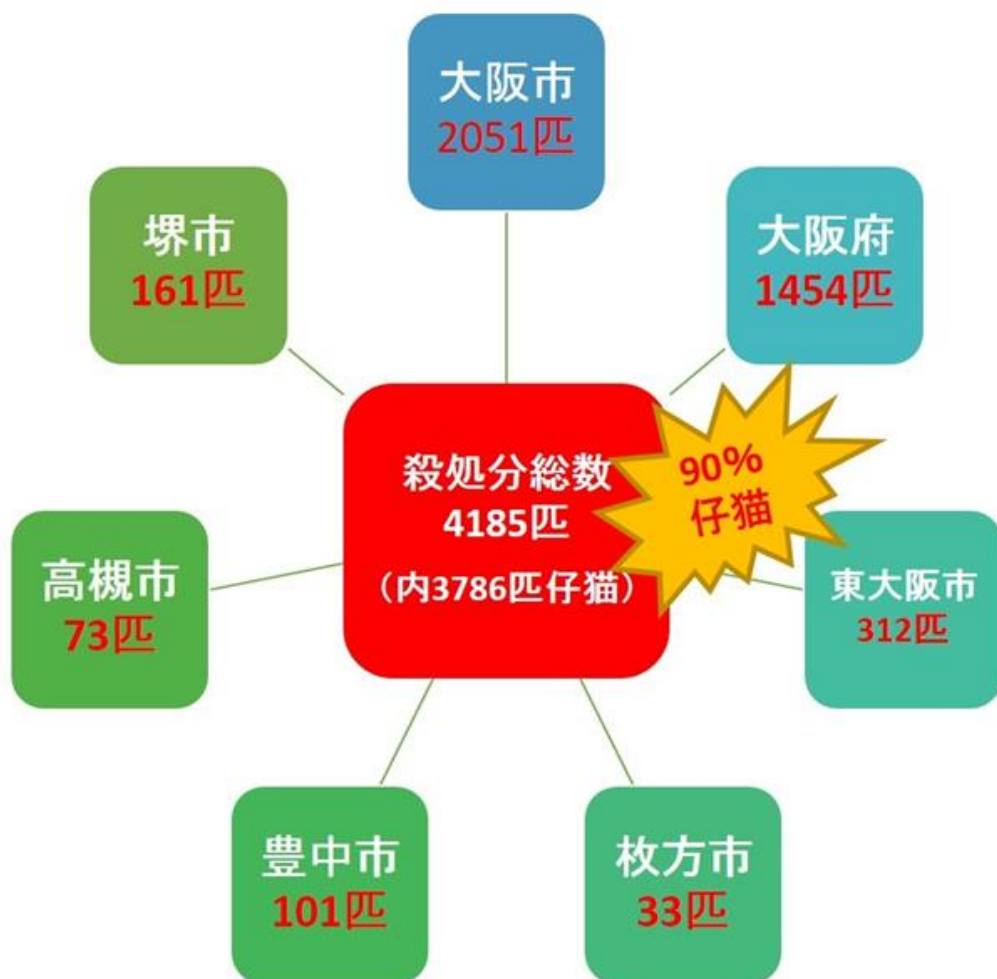 大阪市
2051匹
堺市
161匹
大阪府
1454匹
殺処分総数
4185匹
（内3786匹仔猫）
90%
仔猫
高槻市
73匹
東大阪市
312匹
豊中市
101匹
枚方市
33匹